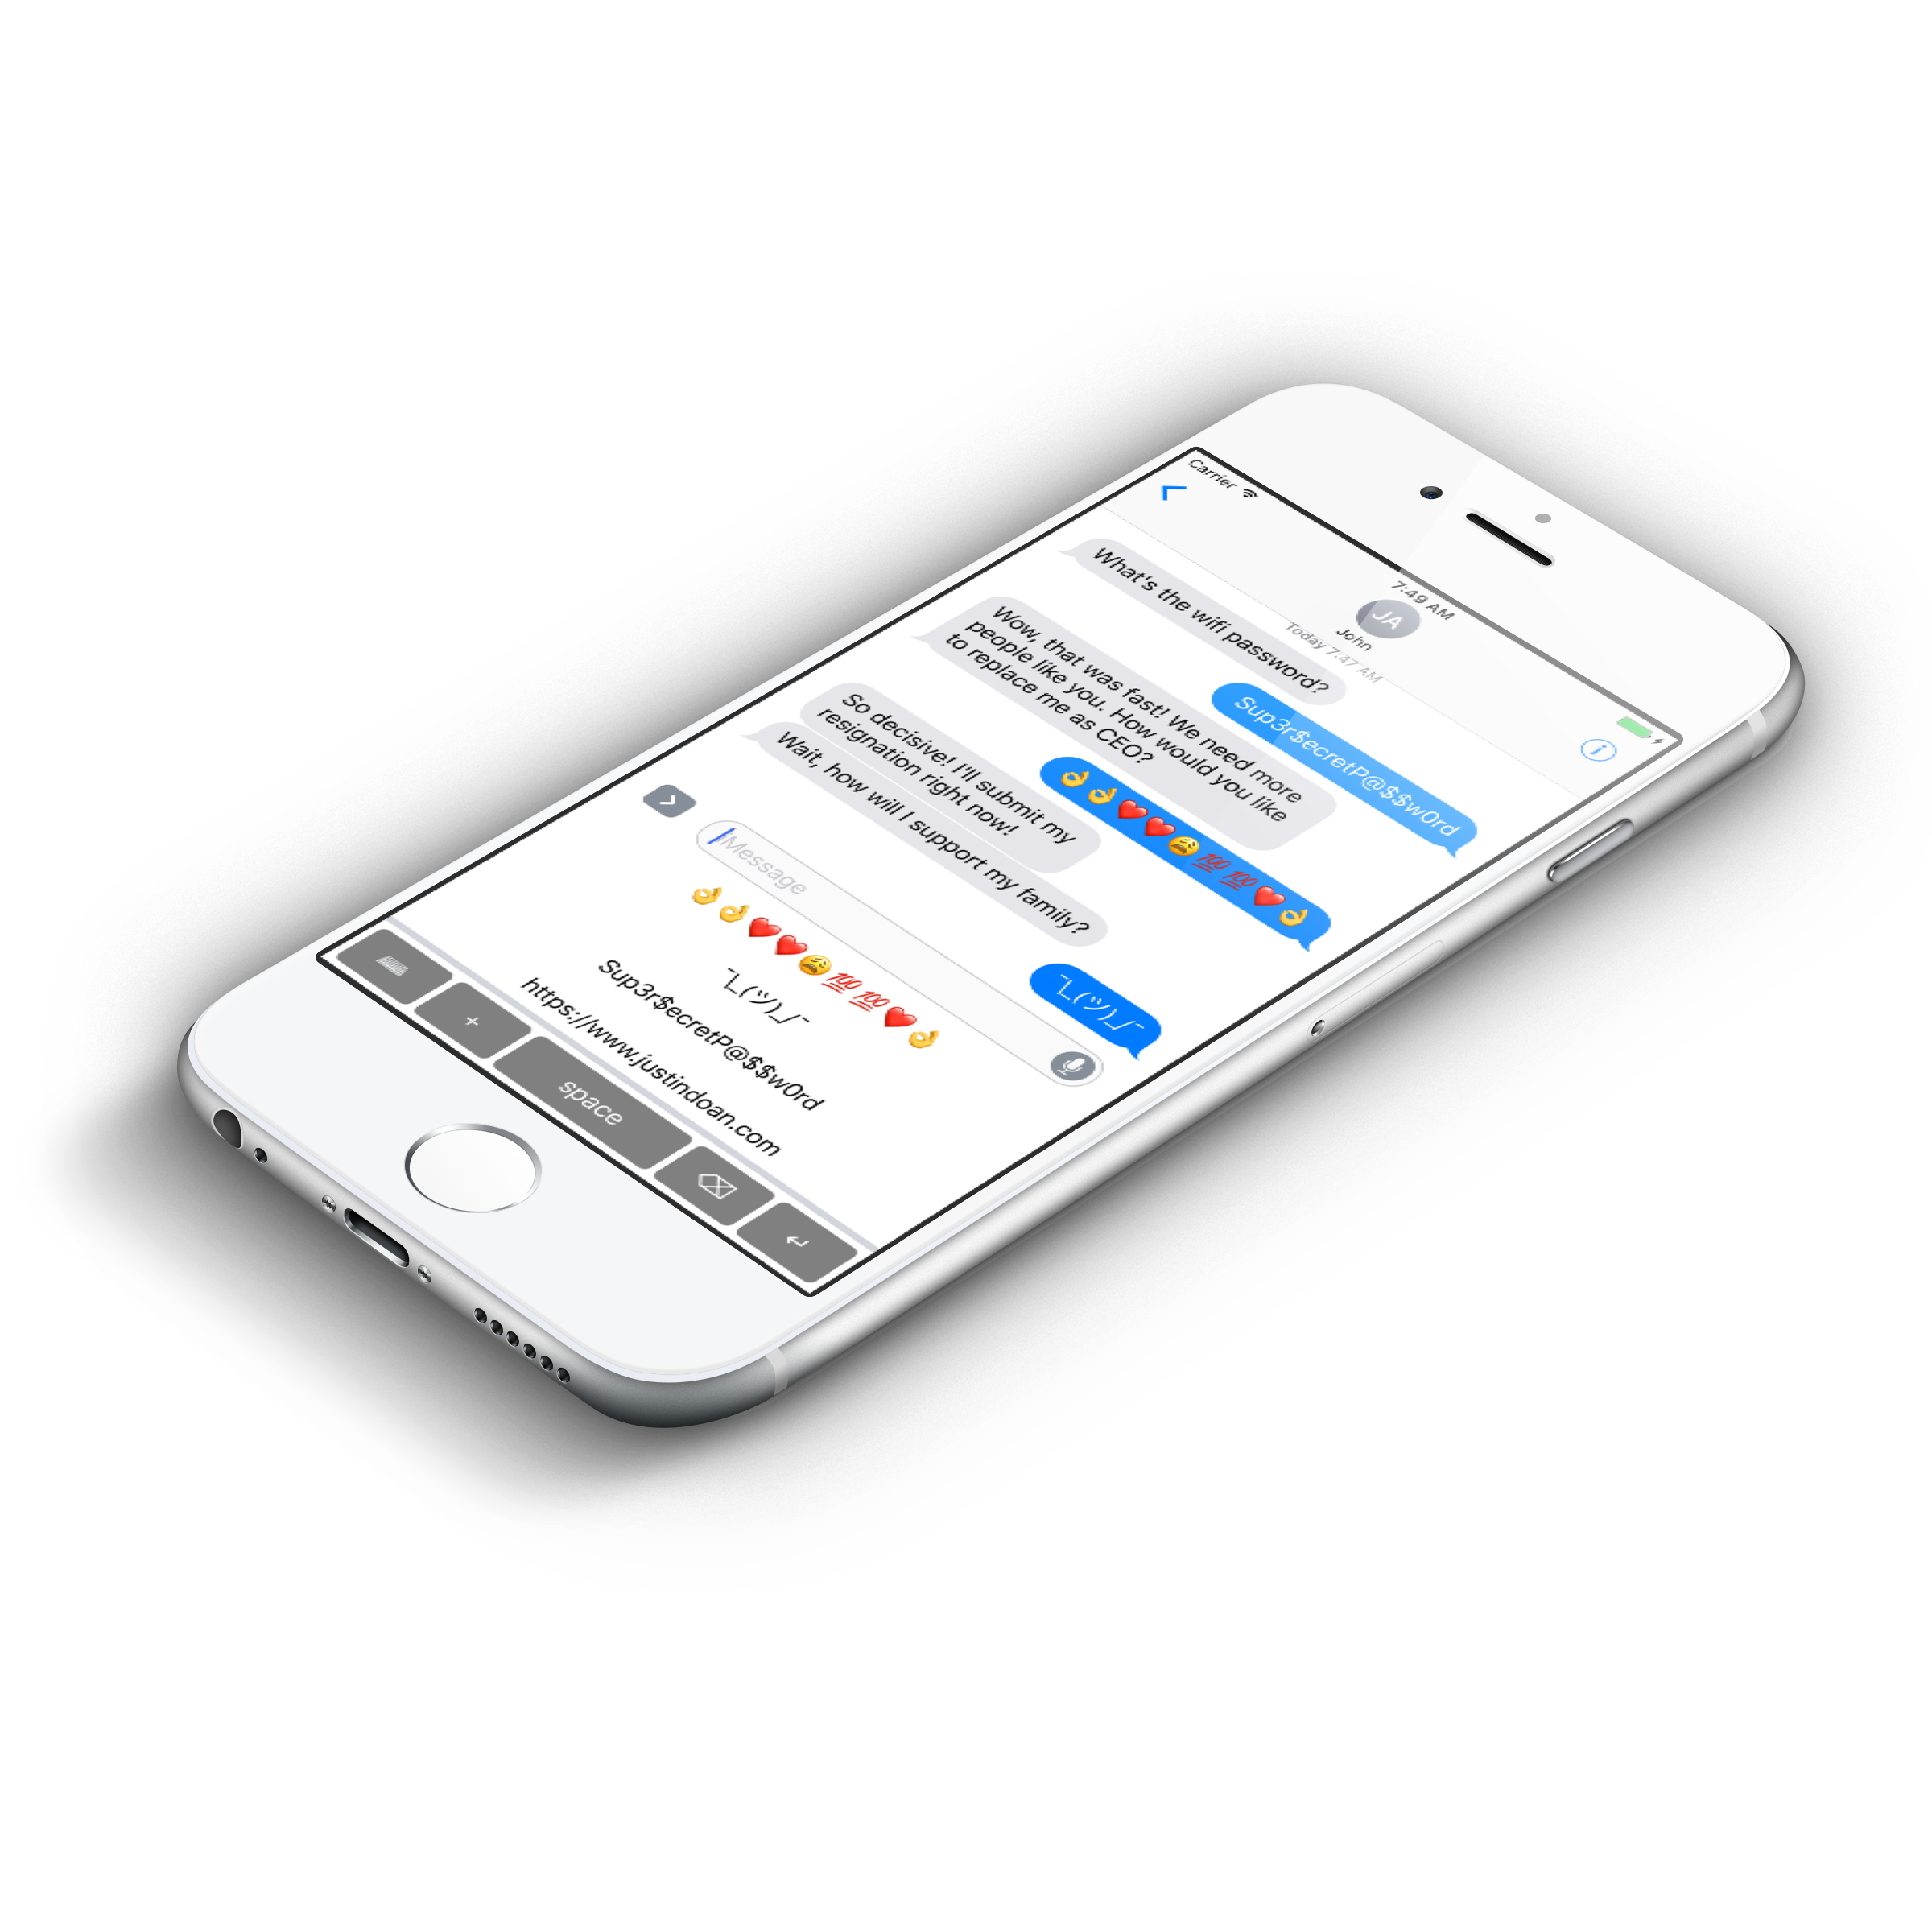 Carrier
7:49 AM
JA
John
Today 7:47 AM
What's the wifi password?
Sup3r$ecretP@$$w0rd
Wow, that was fast! We need more
people like you. How would you like
to replace me as CEO?
👌👌❤️❤️😩💯💯❤️👌
So decisive! I'll submit my
resignation right now!
Wait, how will I support my family?
¯\_(ツ)_/¯
iMessage
👌👌❤️❤️😩💯💯❤️👌
¯\_(ツ)_/¯
Sup3r$ecretP@$$w0rd
https://www.justindoan.com
+
space